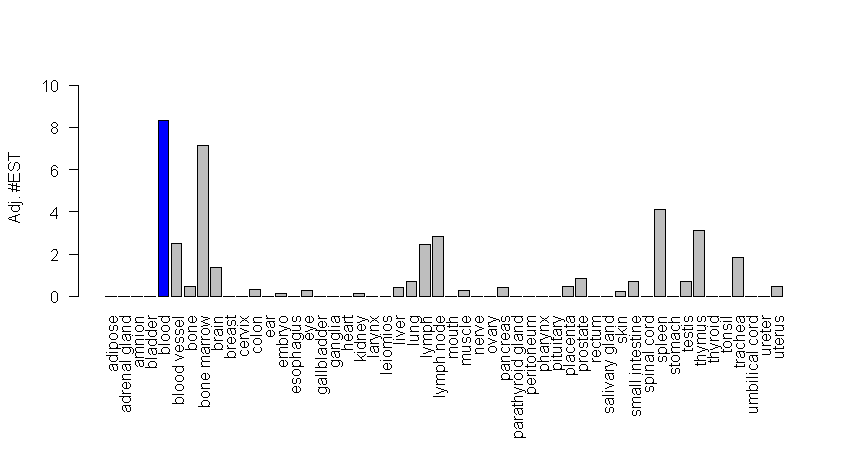 10
8
6
4
2
0
Adj. #EST
adipose
adrenal gland
amnion
bladder
blood
blood vessel
bone
bone marrow
brain
breast
cervix
colon
ear
embryo
esophagus
eye
gallbladder
ganglia
heart
kidney
larynx
leiomios
liver
lung
lymph
lymph node
mouth
muscle
nerve
ovary
pancreas
parathyroid gland
peritoneum
pharynx
pituitary
placenta
prostate
rectum
salivary gland
skin
small intestine
spinal cord
spleen
stomach
testis
thymus
thyroid
tonsil
trachea
umbilical cord
ureter
uterus